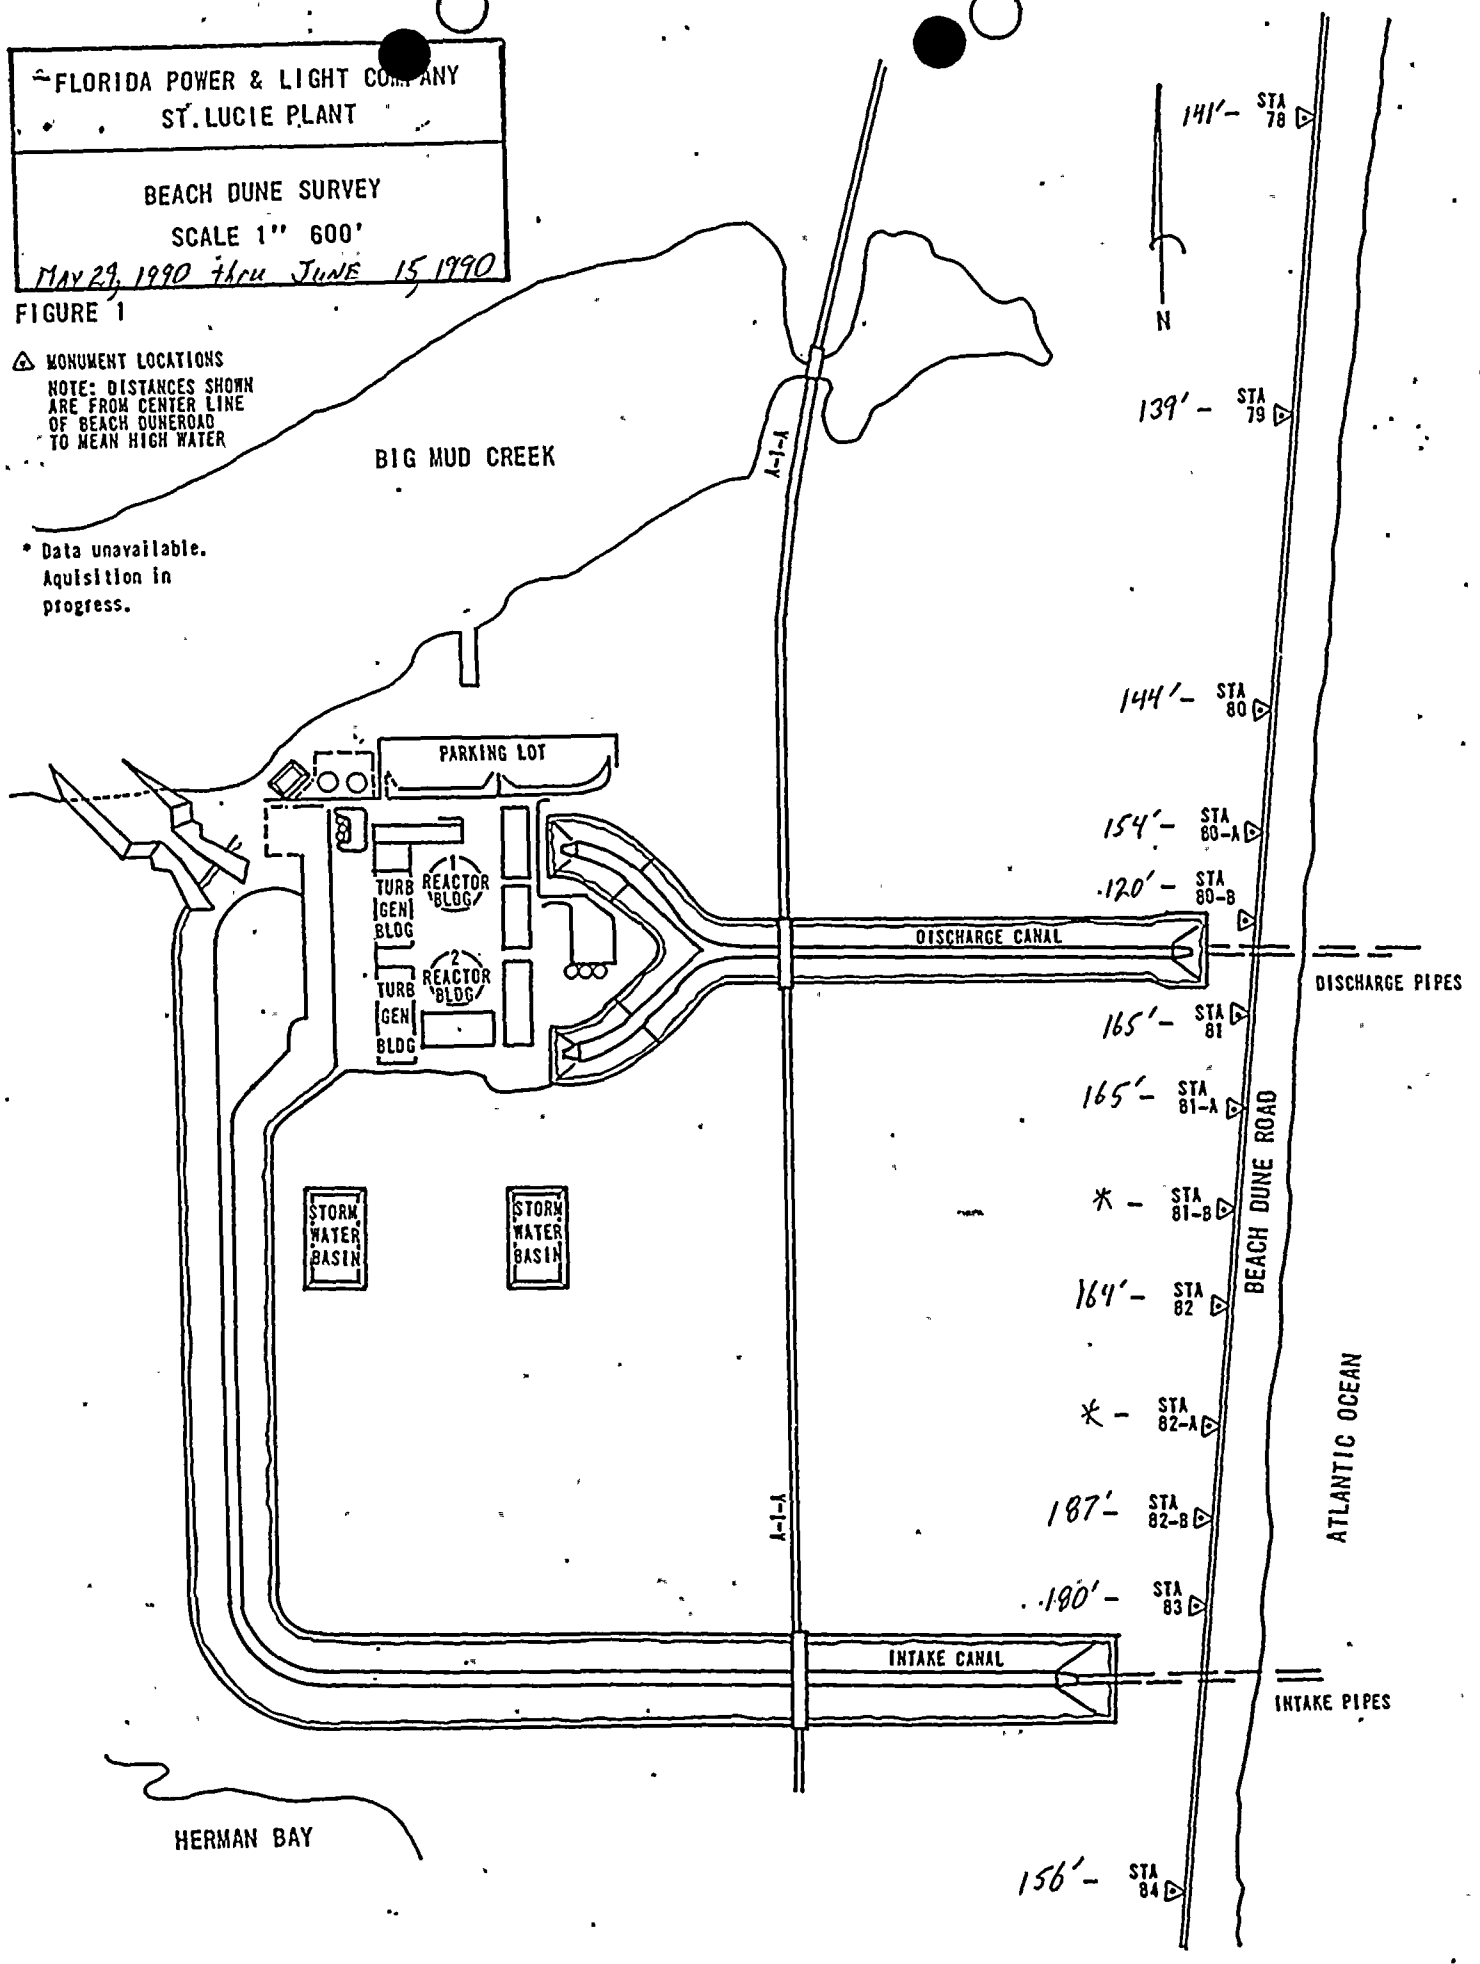 FLORIDA POWER & LIGHT COMPANY
ST. LUCIE PLANT
BEACH DUNE SURVEY
SCALE 1" 600'
MAY 29, 1990 thru JUNE 15, 1990
FIGURE 1
MONUMENT LOCATIONS
NOTE: DISTANCES SHOWN
ARE FROM CENTER LINE
OF BEACH DUNEROAD
TO MEAN HIGH WATER
* Data unavailable.
Aquisition in
progress.
BIG MUD CREEK
A-1-A
N
141'- STA
78
139'- STA
79
144'- STA
80
154'- STA
80-A
120'- STA
80-B
165'- STA
81
165'- STA
81-A
* - STA
81-B
164'- STA
82
* - STA
82-A
187'- STA
82-B
180'- STA
83
156'- STA
84
PARKING LOT
TURB
GEN
BLDG
1
REACTOR
BLDG
2
REACTOR
BLDG
TURB
GEN
BLDG
DISCHARGE CANAL
DISCHARGE PIPES
BEACH DUNE ROAD
STORM
WATER
BASIN
STORM
WATER
BASIN
ATLANTIC OCEAN
A-1-A
INTAKE CANAL
INTAKE PIPES
HERMAN BAY